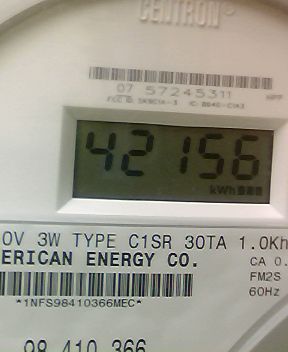 CENTRON®
07 57245311
42156
kWh
0V 3W TYPE C1SR 30TA 1.0Kh
ERICAN ENERGY CO.
CA 0.
FM2S
60Hz
*1NFS98410366MEC*
98 410 366